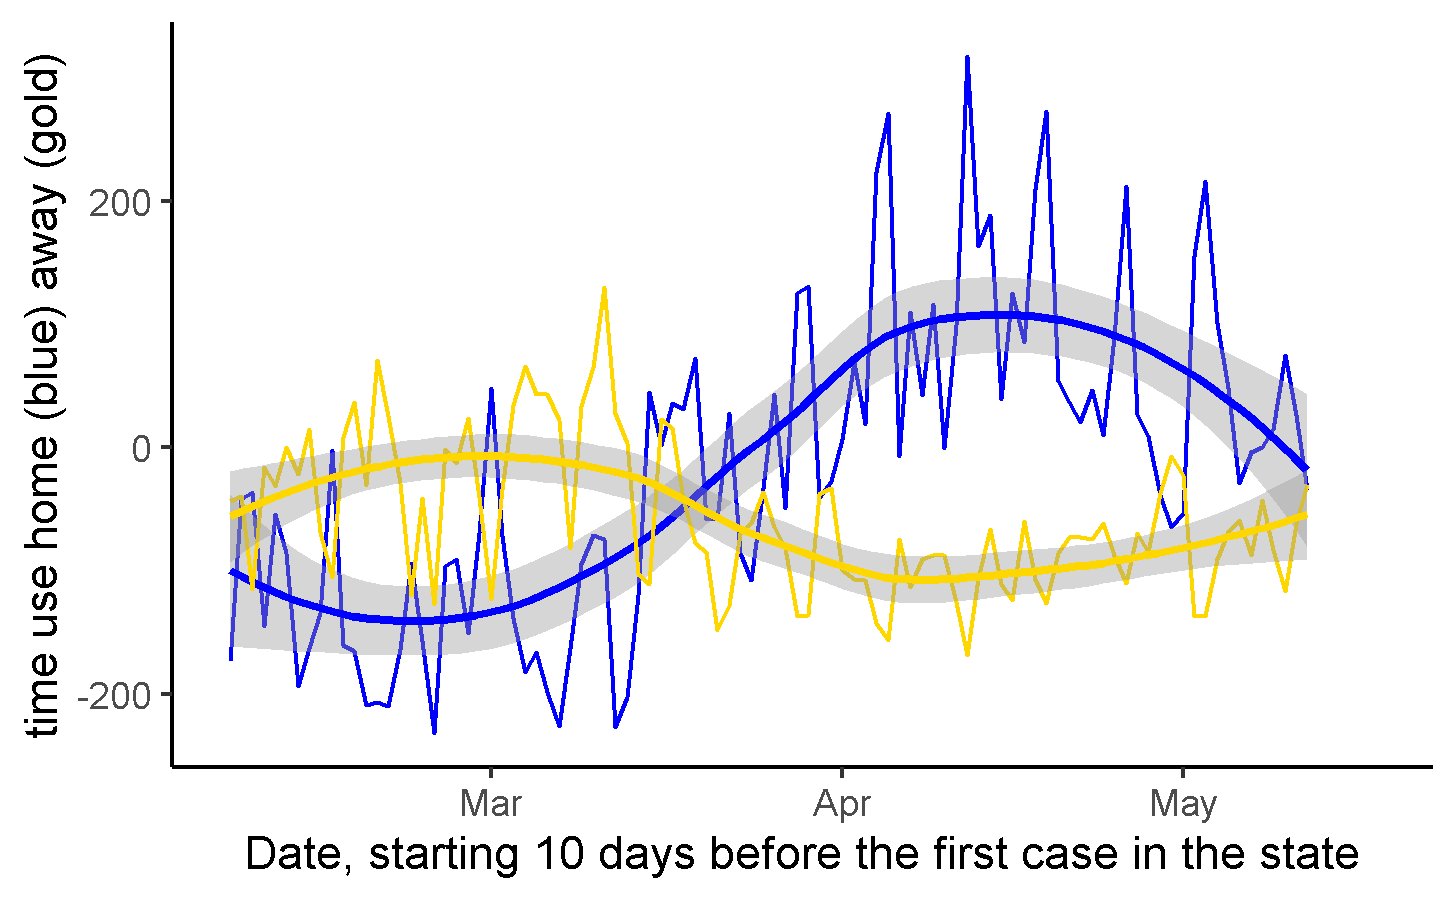 time use home (blue) away (gold)
200
0
-200
Mar
Apr
May
Date, starting 10 days before the first case in the state